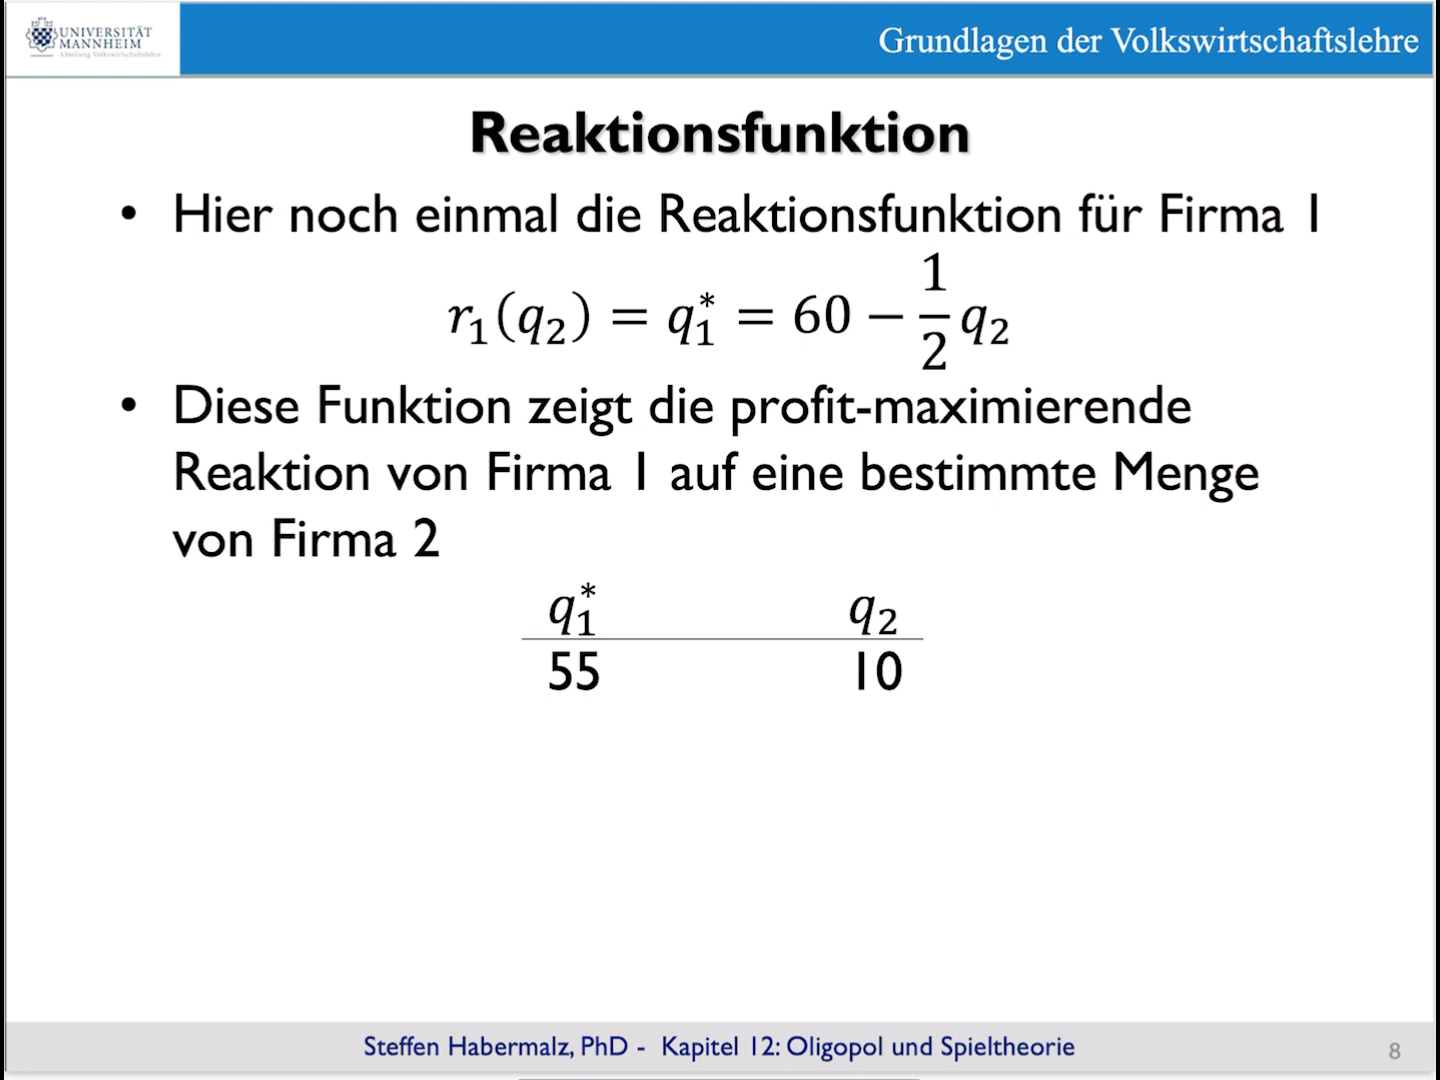 UNIVERSITÄT
MANNHEIM
Abteilung Volkswirtschaftslehre
Grundlagen der Volkswirtschaftslehre
Reaktionsfunktion
• Hier noch einmal die Reaktionsfunktion für Firma 1
r₁(q₂) = q₁* = 60 − 1/2 q₂
• Diese Funktion zeigt die profit-maximierende
Reaktion von Firma 1 auf eine bestimmte Menge
von Firma 2
q₁* q₂
55 10
Steffen Habermalz, PhD - Kapitel 12: Oligopol und Spieltheorie
8